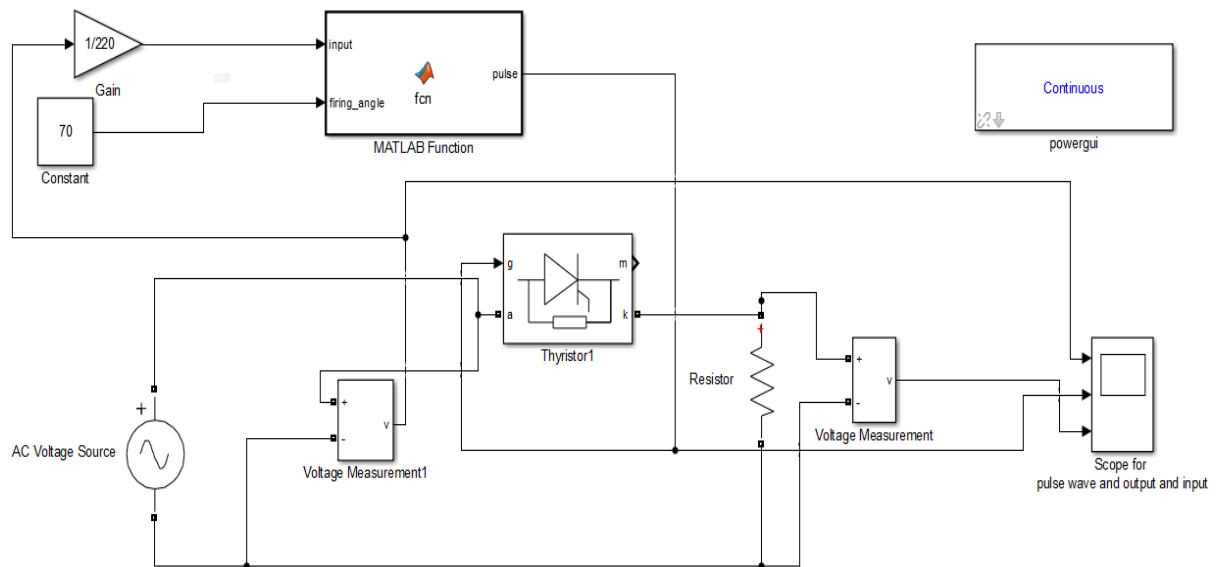 1/220
Gain
70
Constant
input
firing_angle
fcn
pulse
MATLAB Function
Continuous
powergui
g
m
a
k
Thyristor1
+
AC Voltage Source
+
-
v
Voltage Measurement1
+
Resistor
+
-
v
Voltage Measurement
Scope for
pulse wave and output and input